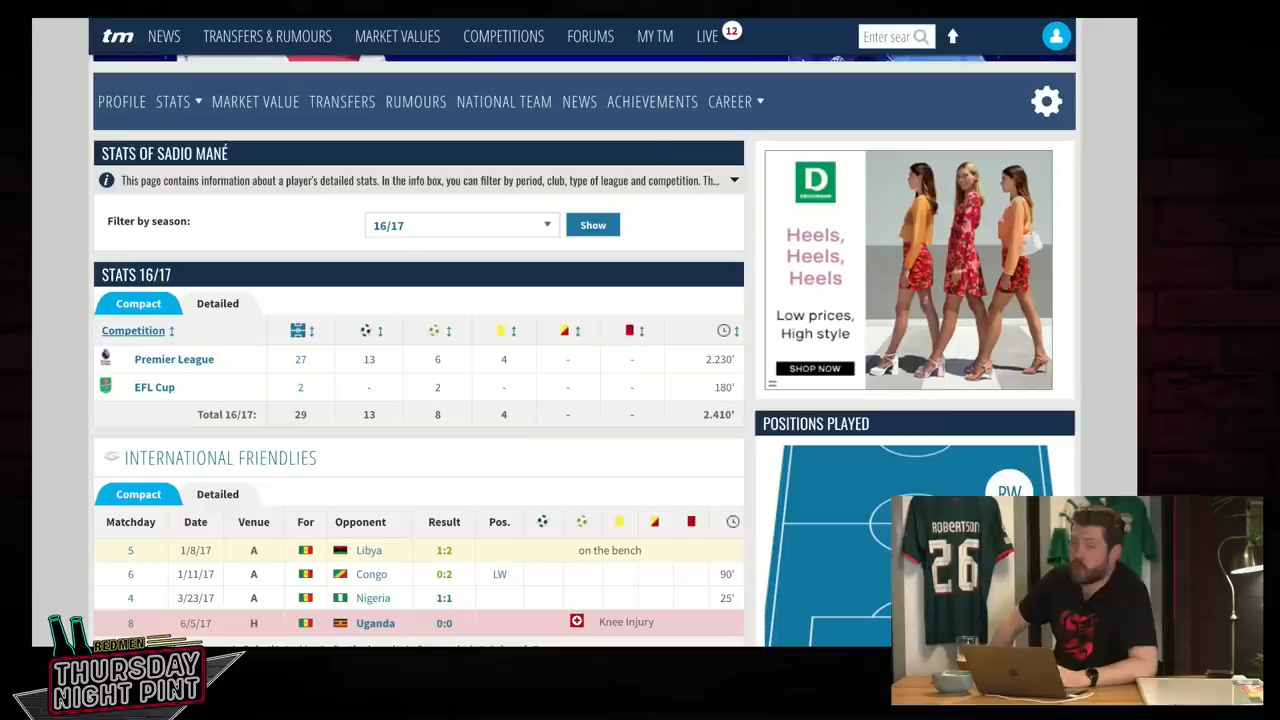 tm NEWS TRANSFERS & RUMOURS MARKET VALUES COMPETITIONS FORUMS MY TM LIVE 12 Enter sear
PROFILE STATS MARKET VALUE TRANSFERS RUMOURS NATIONAL TEAM NEWS ACHIEVEMENTS CAREER
STATS OF SADIO MANÉ
This page contains information about a player's detailed stats. In the info box, you can filter by period, club, type of league and competition. Th...
Filter by season: 16/17 Show
STATS 16/17
Compact Detailed
Competition
Premier League 27 13 6 4 - - 2.230'
EFL Cup 2 - 2 - - - 180'
Total 16/17: 29 13 8 4 - - 2.410'
INTERNATIONAL FRIENDLIES
Compact Detailed
Matchday Date Venue For Opponent Result Pos.
5 1/8/17 A Libya 1:2 on the bench
6 1/11/17 A Congo 0:2 LW 90'
4 3/23/17 A Nigeria 1:1 25'
8 6/5/17 H Uganda 0:0 Knee Injury
D
DEICHMANN
Heels,
Heels,
Heels
Low prices,
High style
SHOP NOW
POSITIONS PLAYED
RW
ROBERTSON
26
REDMEN
THURSDAY
NIGHT PINT